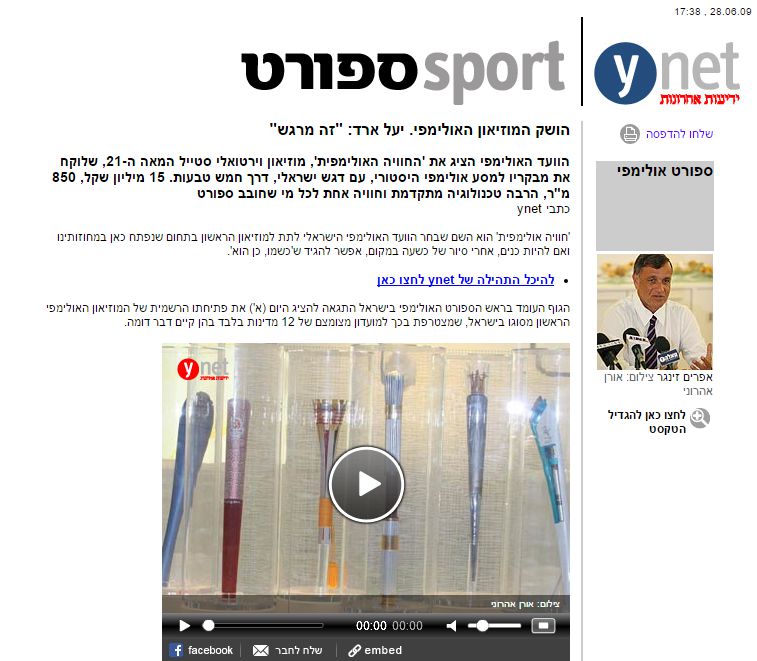 17:38 , 28.06.09
ynet
ידיעות אחרונות
sport ספורט
שלחו להדפסה
ספורט אולימפי
אפרים זינגר צילום: אורן
אהרוני
לחצו כאן להגדיל
הטקסט
הושק המוזיאון האולימפי. יעל ארד: "זה מרגש"
הוועד האולימפי הציג את 'החוויה האולימפית', מוזיאון וירטואלי סטייל המאה ה-21, שלוקח
את מבקריו למסע אולימפי היסטורי, עם דגש ישראלי, דרך חמש טבעות. 15 מיליון שקל, 850
מ"ר, הרבה טכנולוגיה מתקדמת וחוויה אחת לכל מי שחובב ספורט
כתבי ynet
'חוויה אולימפית' הוא השם שבחר הוועד האולימפי הישראלי לתת למוזיאון הראשון בתחום שנפתח כאן במחוזותינו
ואם להיות כנים, אחרי סיור של כשעה במקום, אפשר להגיד ש'כשמו, כן הוא'.
להיכל התהילה של ynet לחצו כאן
הגוף העומד בראש הספורט האולימפי בישראל התגאה להציג היום (א') את פתיחתו הרשמית של המוזיאון האולימפי
הראשון מסוגו בישראל, שמצטרפת בכך למועדון מצומצם של 12 מדינות בלבד בהן קיים דבר דומה.
ynet
ידיעות אחרונות
צילום: אורן אהרוני
00:00 00:00
facebook שלח לחבר embed